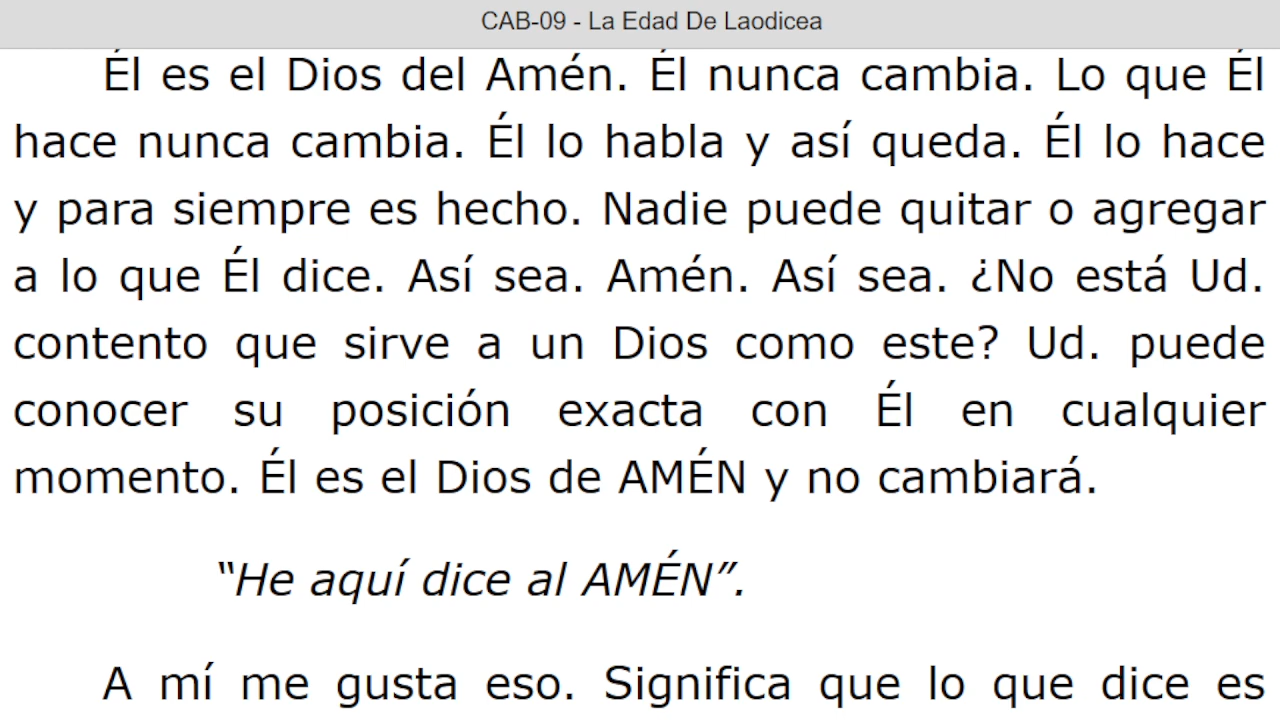 CAB-09 - La Edad De Laodicea
Él es el Dios del Amén. Él nunca cambia. Lo que Él
hace nunca cambia. Él lo habla y así queda. Él lo hace
y para siempre es hecho. Nadie puede quitar o agregar
a lo que Él dice. Así sea. Amén. Así sea. ¿No está Ud.
contento que sirve a un Dios como este? Ud. puede
conocer su posición exacta con Él en cualquier
momento. Él es el Dios de AMÉN y no cambiará.
“He aquí dice al AMÉN”.
A mí me gusta eso. Significa que lo que dice es